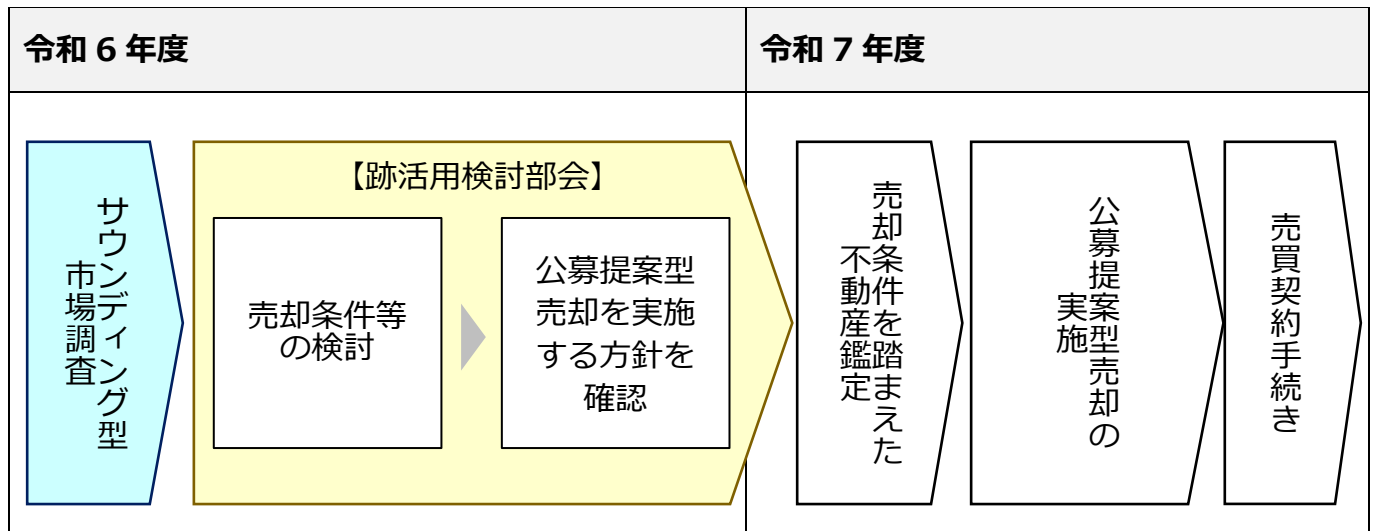 令和 6 年度
令和 7 年度
サウンディング型
市場調査
【跡活用検討部会】
売却条件等
の検討
公募提案型
売却を実施
する方針を
確認
売却条件を踏まえた
不動産鑑定
公募提案型売却の
実施
売買契約手続き